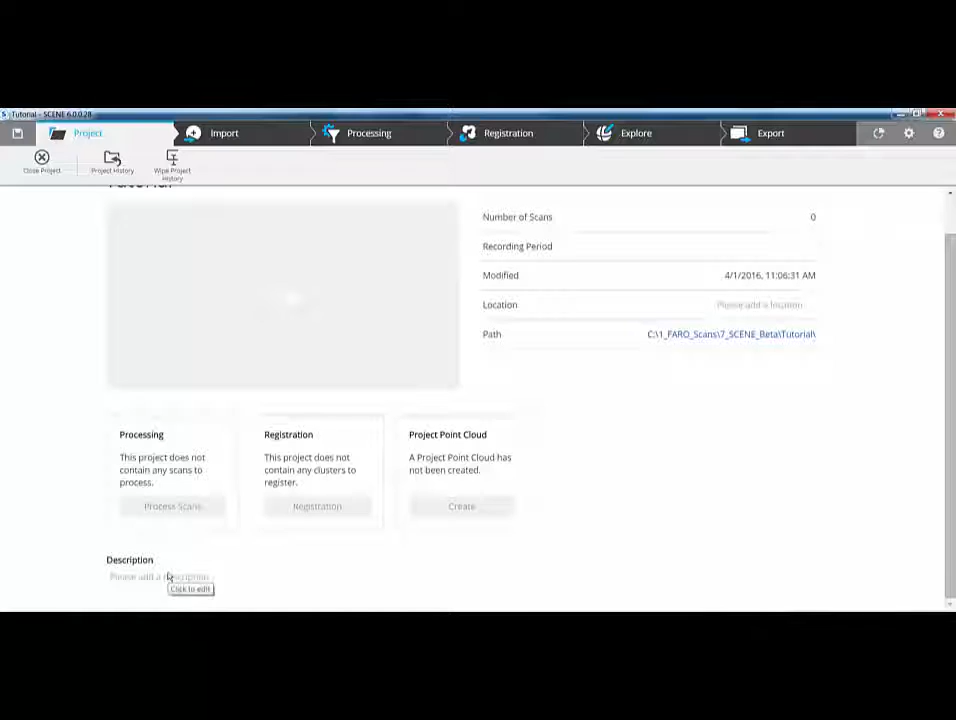 Tutorial - SCENE 6.0.0.28
Project
Import
Processing
Registration
Explore
Export
Close Project
Project History
Wipe Project
History
Tutorial
Number of Scans 0
Recording Period
Modified 4/1/2016, 11:06:31 AM
Location Please add a location
Path C:\1_FARO_Scans\7_SCENE_Beta\Tutorial\
Processing
This project does not
contain any scans to
process.
Process Scans
Registration
This project does not
contain any clusters to
register.
Registration
Project Point Cloud
A Project Point Cloud has
not been created.
Create
Description
Please add a description
Click to edit